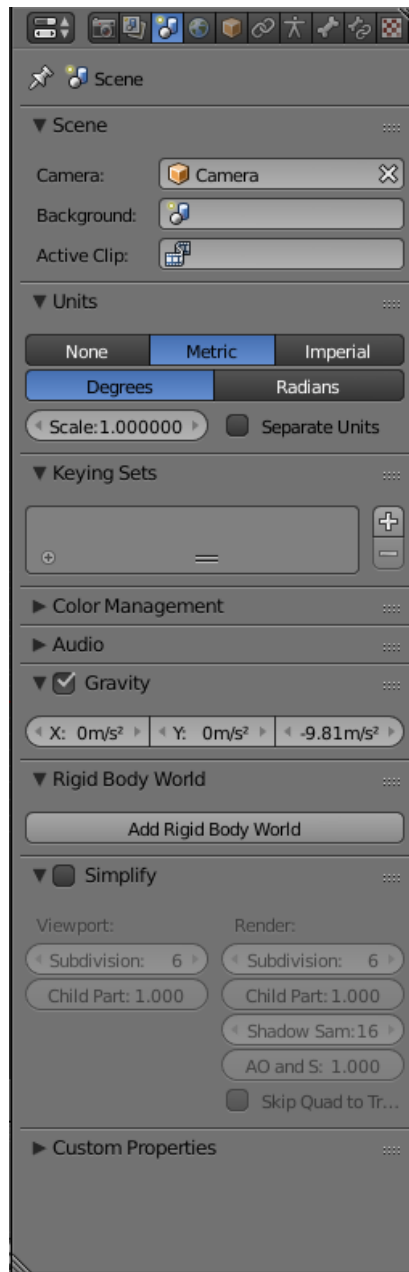 Scene
Scene
Camera: Camera
Background:
Active Clip:
Units
None Metric Imperial
Degrees Radians
Scale:1.000000 Separate Units
Keying Sets
Color Management
Audio
Gravity
X: 0m/s² Y: 0m/s² -9.81m/s²
Rigid Body World
Add Rigid Body World
Simplify
Viewport: Render:
Subdivision: 6 Subdivision: 6
Child Part: 1.000 Child Part: 1.000
Shadow Sam:16
AO and S: 1.000
Skip Quad to Tr...
Custom Properties